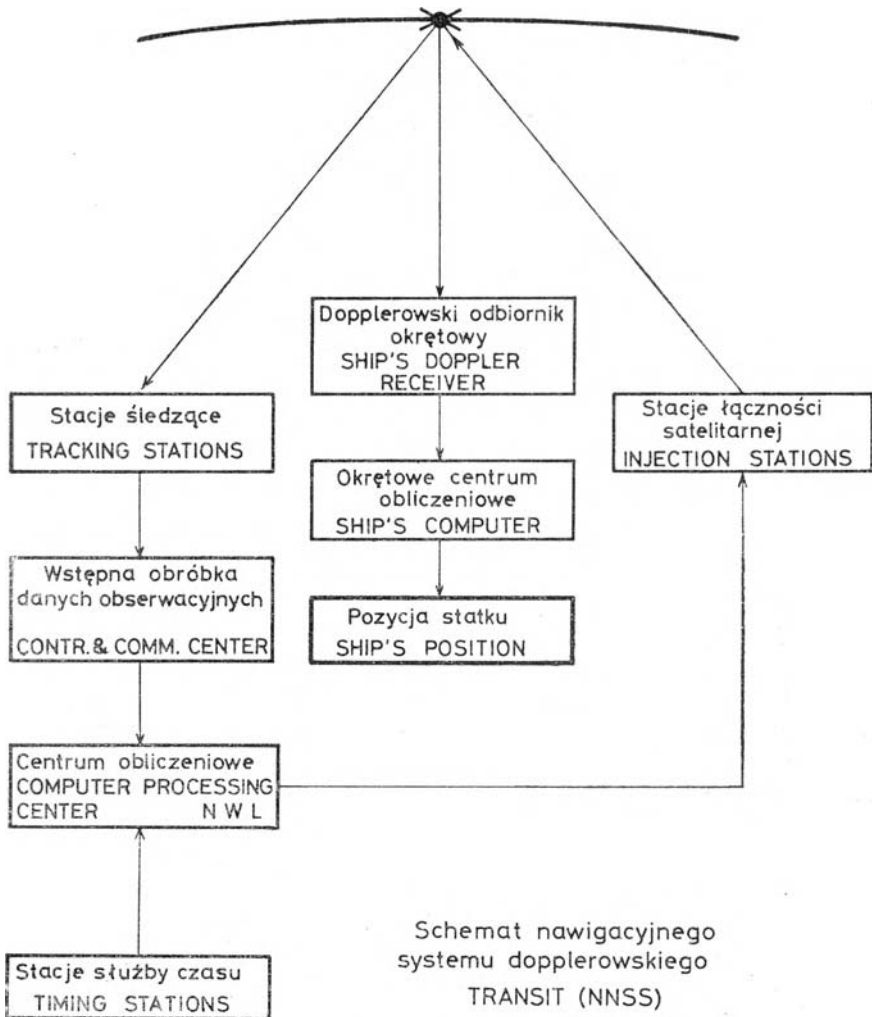 Dopplerowski odbiornik
okrętowy
SHIP'S DOPPLER
RECEIVER
Stacje śledzące
TRACKING STATIONS
Stacje łączności
satelitarnej
INJECTION STATIONS
Okrętowe centrum
obliczeniowe
SHIP'S COMPUTER
Wstępna obróbka
danych obserwacyjnych
CONTR. & COMM. CENTER
Pozycja statku
SHIP'S POSITION
Centrum obliczeniowe
COMPUTER PROCESSING
CENTER N W L
Stacje służby czasu
TIMING STATIONS
Schemat nawigacyjnego
systemu dopplerowskiego
TRANSIT (NNSS)